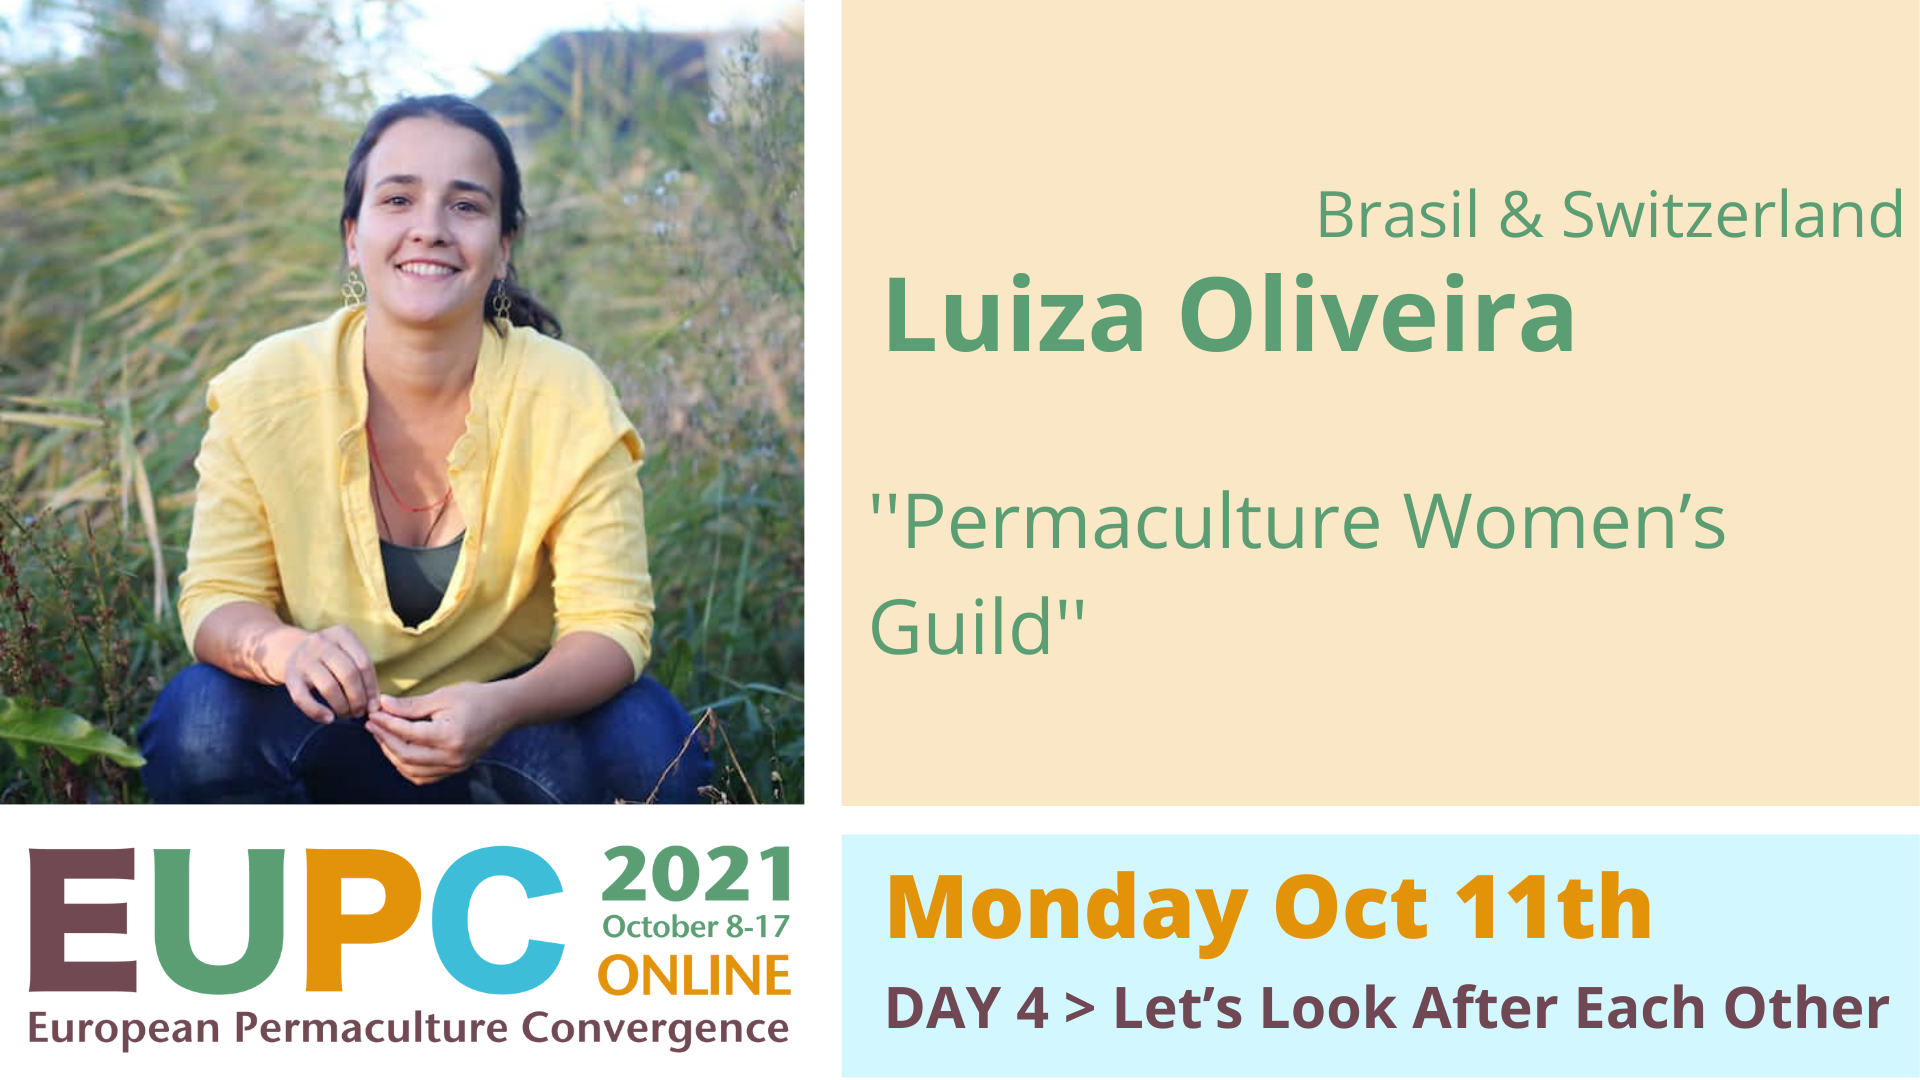 Brasil & Switzerland
Luiza Oliveira
"Permaculture Women’s
Guild"
EUPC
2021
October 8-17
ONLINE
European Permaculture Convergence
Monday Oct 11th
DAY 4 > Let’s Look After Each Other